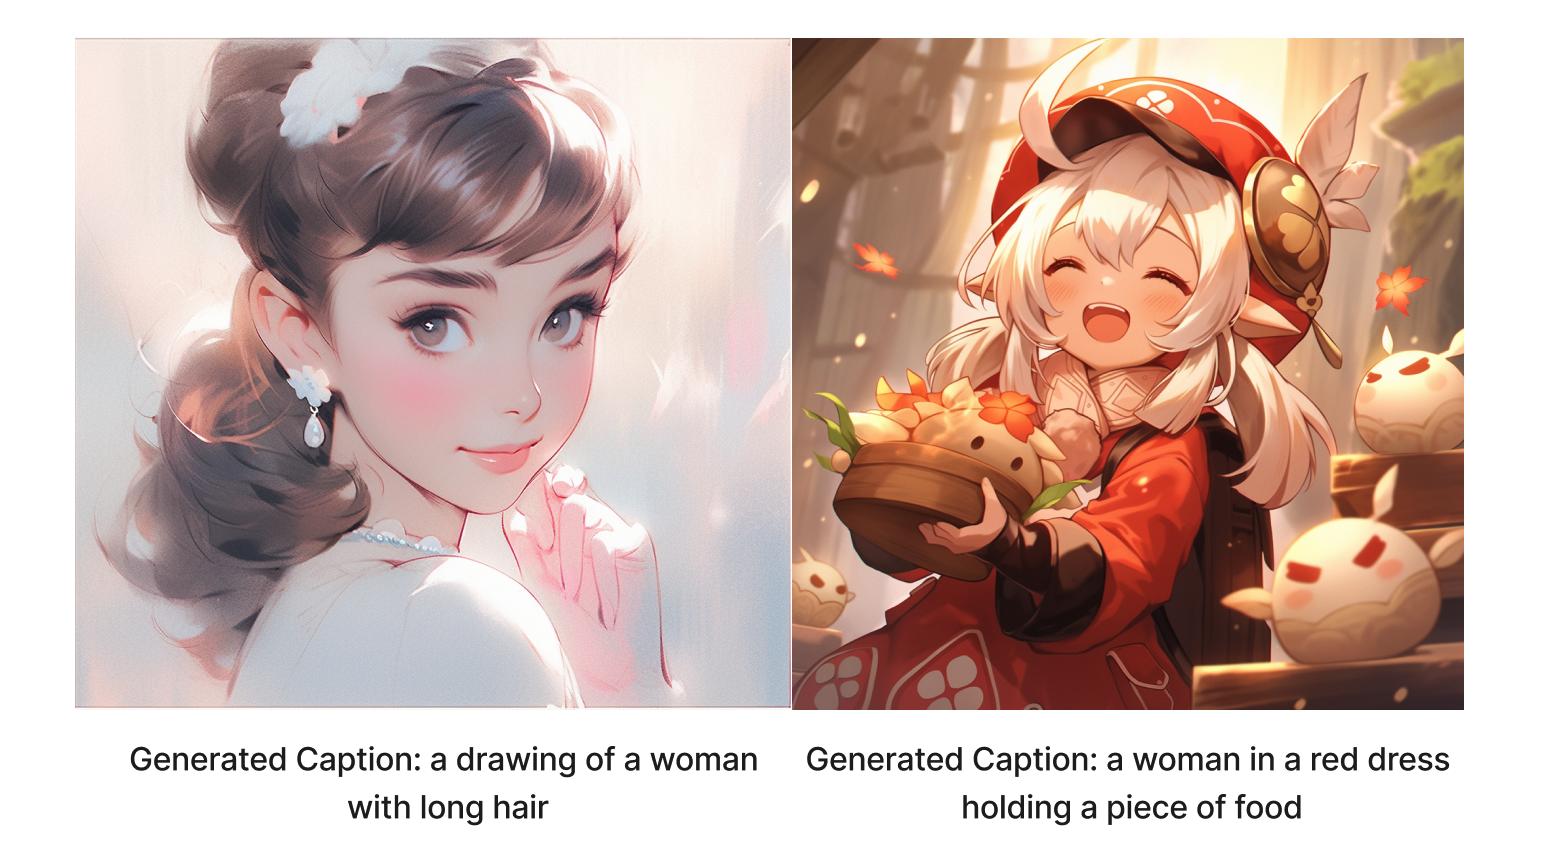 Generated Caption: a drawing of a woman
with long hair
Generated Caption: a woman in a red dress
holding a piece of food